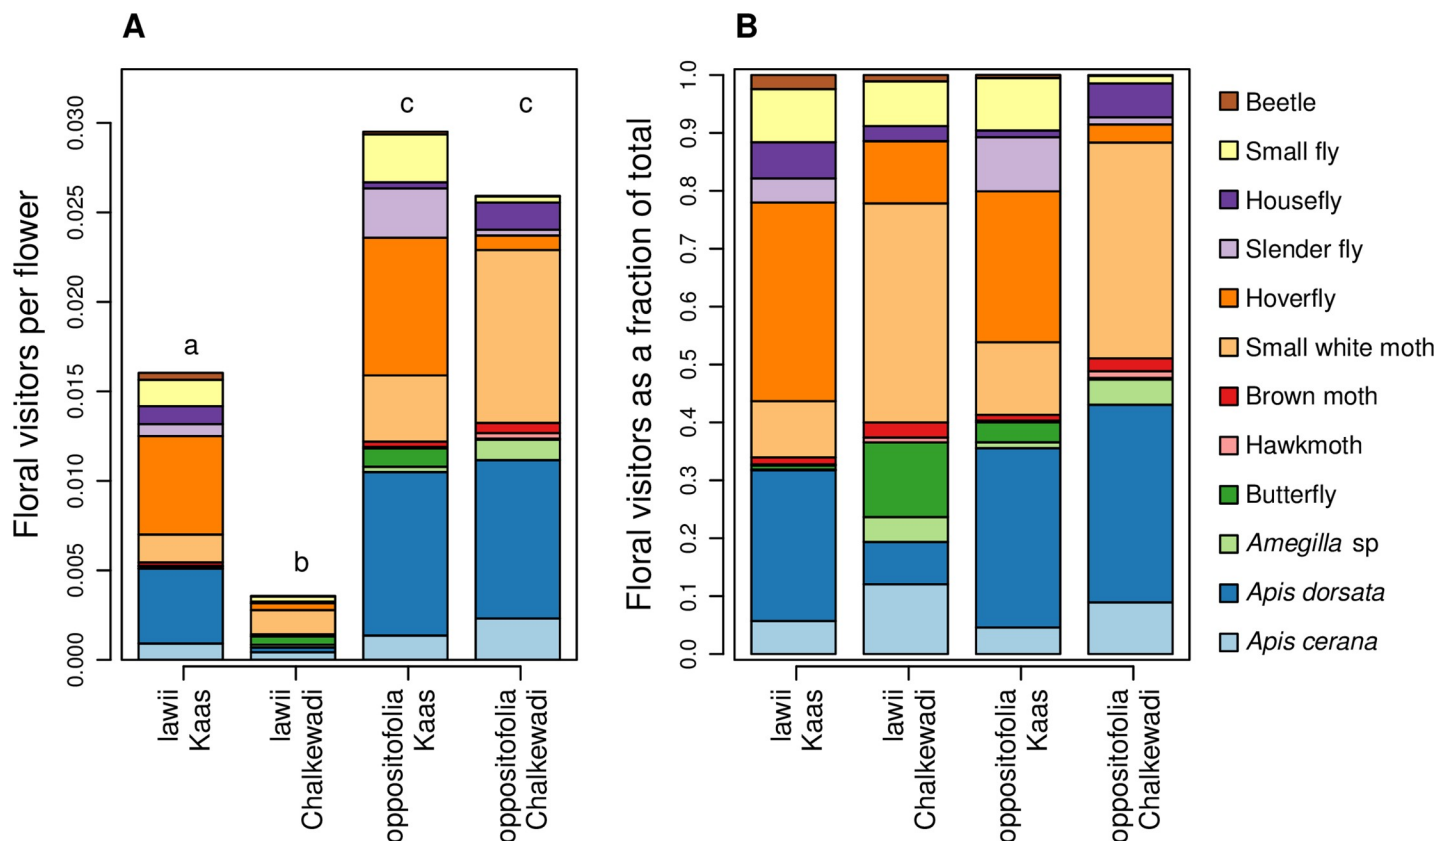 A
B
Floral visitors per flower
0.000
0.005
0.010
0.015
0.020
0.025
0.030
a
b
c
c
lawii
Kaas
lawii
Chalkewadi
oppositofolia
Kaas
oppositofolia
Chalkewadi
Floral visitors as a fraction of total
0.0
0.1
0.2
0.3
0.4
0.5
0.6
0.7
0.8
0.9
1.0
lawii
Kaas
lawii
Chalkewadi
oppositofolia
Kaas
oppositofolia
Chalkewadi
Beetle
Small fly
Housefly
Slender fly
Hoverfly
Small white moth
Brown moth
Hawkmoth
Butterfly
Amegilla sp
Apis dorsata
Apis cerana